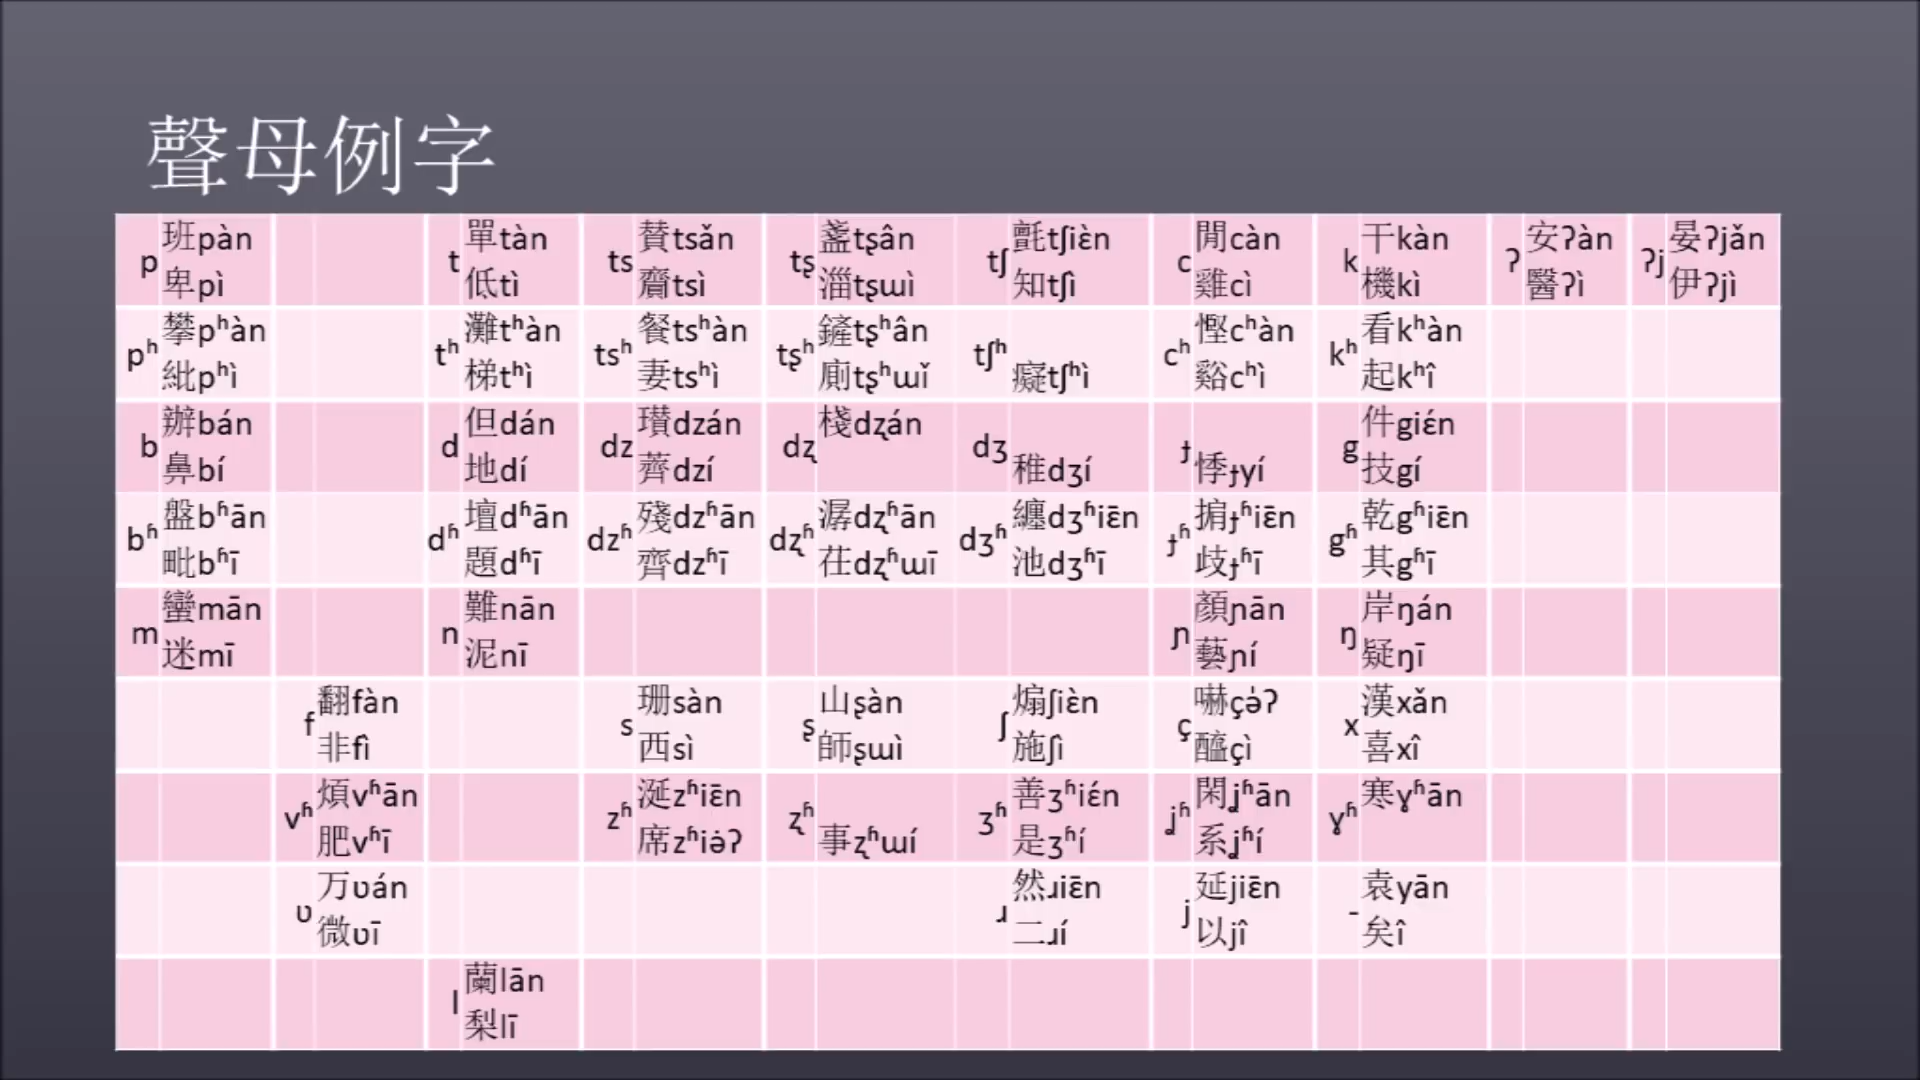 聲母例字
p 班pàn 卑pì t 單tàn 低tì ts 贊tsǎn 齎tsì tʂ 盞tʂân 淄tʂɯì tʃ 氈tʃiɛ̀n 知tʃì c 閒càn 雞cì k 干kàn 機kì ʔ 安ʔàn 醫ʔì ʔj 晏ʔjǎn 伊ʔjì
pʰ 攀pʰàn 紕pʰì tʰ 灘tʰàn 梯tʰì tsʰ 餐tsʰàn 妻tsʰì tʂʰ 鏟tʂʰân 廁tʂʰɯǐ tʃʰ 癡tʃʰì cʰ 慳cʰàn 谿cʰì kʰ 看kʰàn 起kʰî
b 辦bán 鼻bí d 但dán 地dí dz 瓚dzán 薺dzí dʐ 棧dʐán dʒ 稚dʒí ɟ 悸ɟyí g 件giɛ́n 技gí
bʱ 盤bʱān 毗bʱī dʱ 壇dʱān 題dʱī dzʱ 殘dzʱān 齊dzʱī dʐʱ 潺dʐʱān 茌dʐʱɯī dʒʱ 纏dʒʱiɛ̄n 池dʒʱī ɟʱ 揵ɟʱiɛ̄n 歧ɟʱī gʱ 乾gʱiɛ̄n 其gʱī
m 蠻mān 迷mī n 難nān 泥nī ɲ 顏ɲān 藝ɲí ŋ 岸ŋán 疑ŋī
f 翻fàn 非fì s 珊sàn 西sì ʂ 山ʂàn 師ʂɯì ʃ 煽ʃiɛ̀n 施ʃì ç 嚇çə̍ʔ 醯çì x 漢xǎn 喜xî
vʱ 煩vʱān 肥vʱī zʱ 涎zʱiɛ̄n 席zʱiə̇ʔ ʐʱ 事ʐʱɯí ʒʱ 善ʒʱiɛ́n 是ʒʱí ʝʱ 閑ʝʱān 系ʝʱí ɣʱ 寒ɣʱān
ʋ 万ʋán 微ʋī ɹ 然ɹiɛ̄n 二ɹí j 延jiɛ̄n 以jî - 袁yān 矣î
l 蘭lān 梨lī